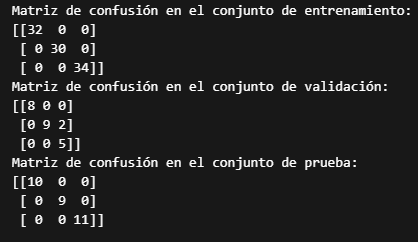 Matriz de confusión en el conjunto de entrenamiento:
[[32  0  0]
 [ 0 30  0]
 [ 0  0 34]]
Matriz de confusión en el conjunto de validación:
[[8 0 0]
 [0 9 2]
 [0 0 5]]
Matriz de confusión en el conjunto de prueba:
[[10  0  0]
 [ 0  9  0]
 [ 0  0 11]]